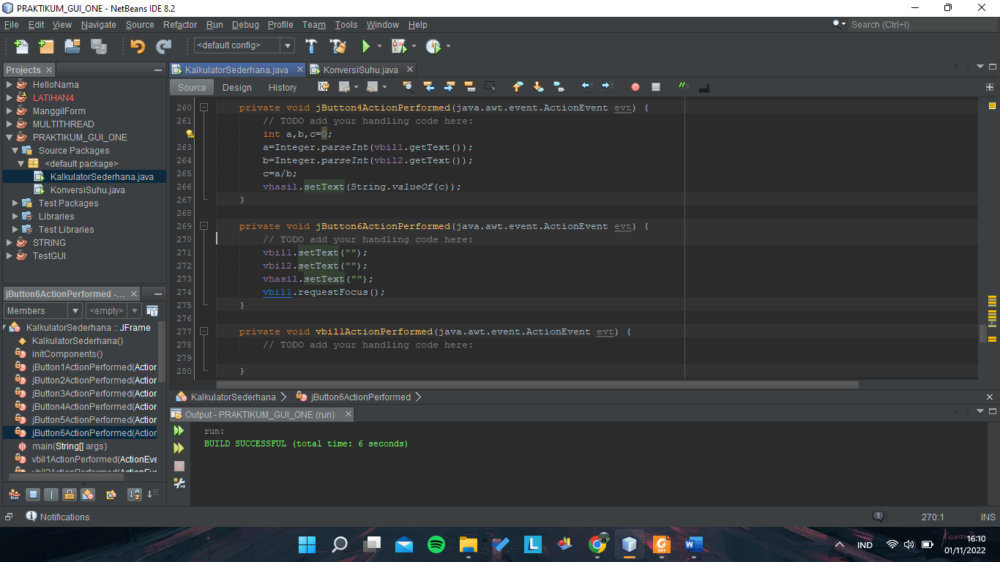 PRAKTIKUM_GUI_ONE - NetBeans IDE 8.2
File Edit View Navigate Source Refactor Run Debug Profile Team Tools Window Help
Search (Ctrl+I)
<default config>
Projects
HelloNama
LATIHAN4
ManggilForm
MULTITHREAD
PRAKTIKUM_GUI_ONE
Source Packages
<default package>
KalkulatorSederhana.java
KonversiSuhu.java
Test Packages
Libraries
Test Libraries
STRING
TestGUI
jButton6ActionPerformed -...
Members <empty>
KalkulatorSederhana :: JFrame
KalkulatorSederhana()
initComponents()
jButton1ActionPerformed(Action
jButton2ActionPerformed(Action
jButton3ActionPerformed(Action
jButton4ActionPerformed(Action
jButton5ActionPerformed(Action
jButton6ActionPerformed(Action
main(String[] args)
vbil1ActionPerformed(ActionEve
vbil2ActionPerformed(ActionEve
KalkulatorSederhana.java KonversiSuhu.java
Source Design History
260 private void jButton4ActionPerformed(java.awt.event.ActionEvent evt) {
261 // TODO add your handling code here:
int a,b,c=0;
263 a=Integer.parseInt(vbil1.getText());
264 b=Integer.parseInt(vbil2.getText());
265 c=a/b;
266 vhasil.setText(String.valueOf(c));
267 }
268
269 private void jButton6ActionPerformed(java.awt.event.ActionEvent evt) {
270 // TODO add your handling code here:
271 vbil1.setText("");
272 vbil2.setText("");
273 vhasil.setText("");
274 vbil1.requestFocus();
275 }
276
277 private void vbil1ActionPerformed(java.awt.event.ActionEvent evt) {
278 // TODO add your handling code here:
279
280 }
KalkulatorSederhana jButton6ActionPerformed
Output - PRAKTIKUM_GUI_ONE (run)
run:
BUILD SUCCESSFUL (total time: 6 seconds)
Notifications
1
270:1 INS
IND
16:10
01/11/2022